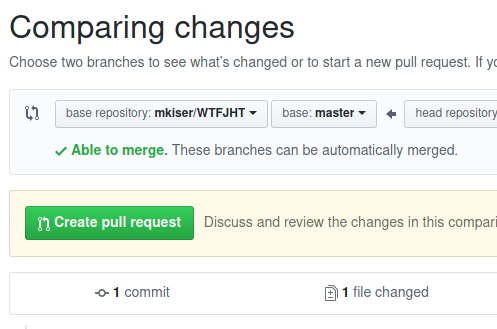 Comparing changes
Choose two branches to see what's changed or to start a new pull request. If
base repository: mkiser/WTFJHT base: master head repository
Able to merge. These branches can be automatically merged.
Create pull request Discuss and review the changes in this
1 commit 1 file changed